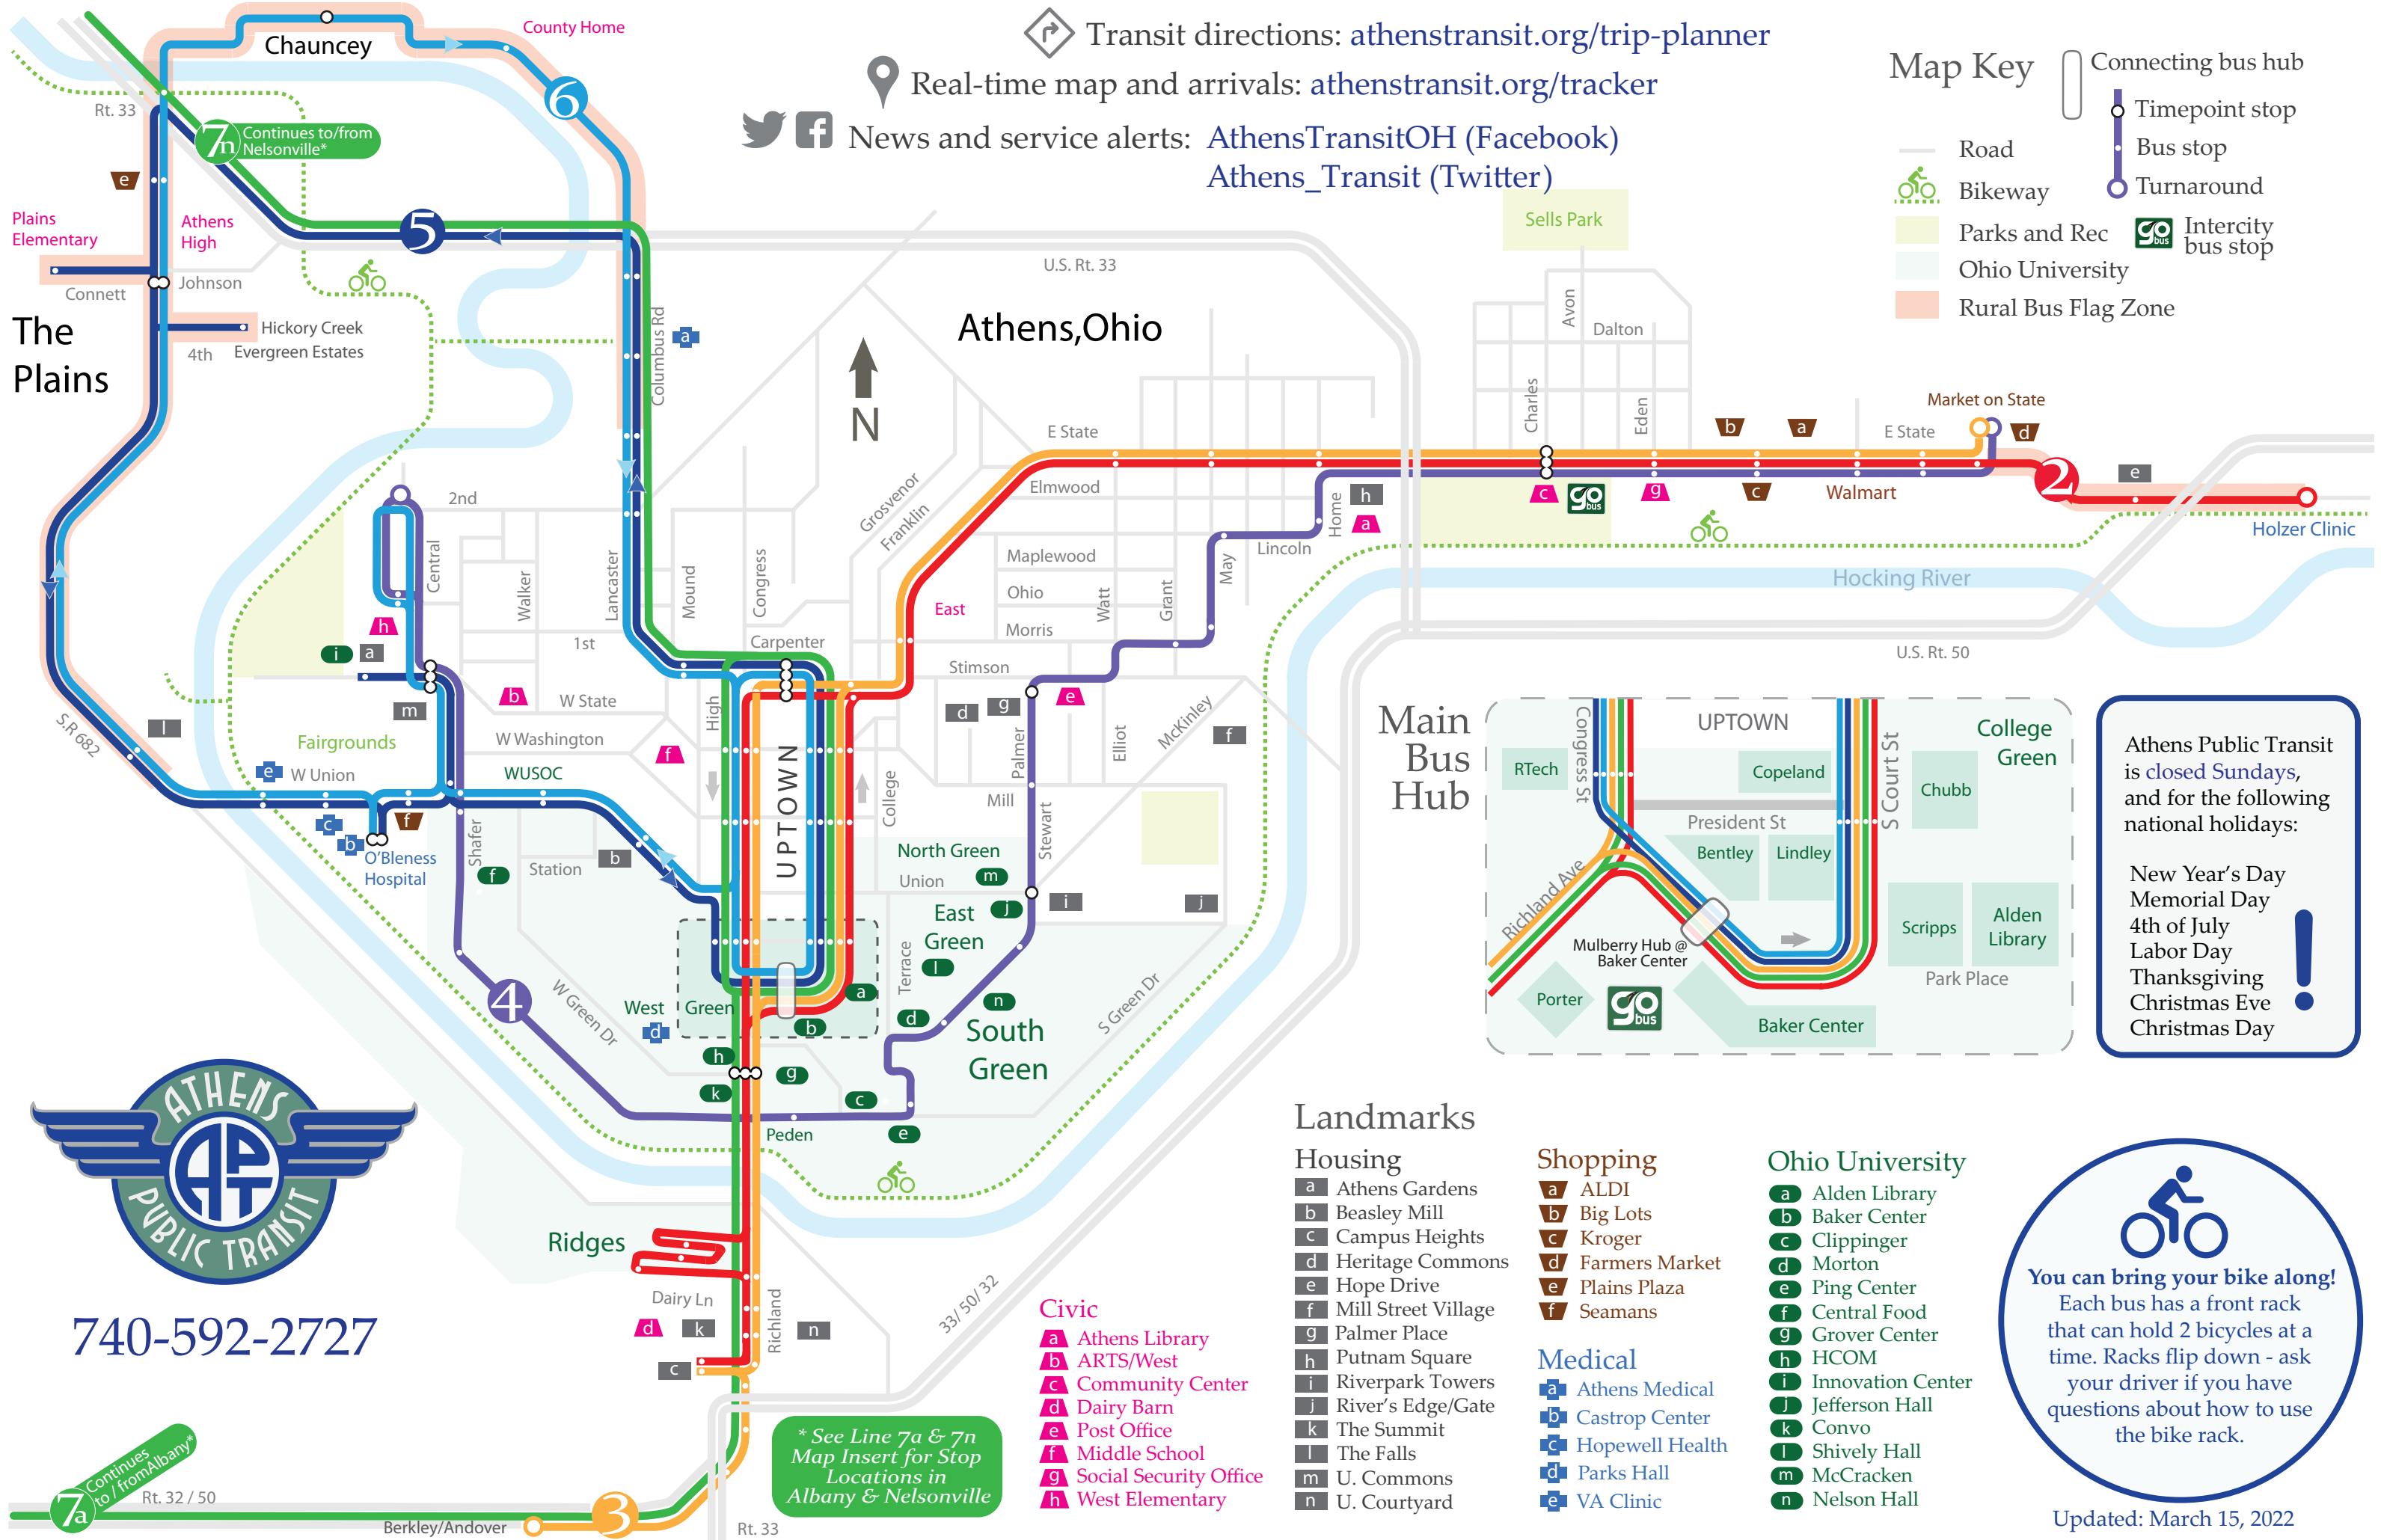 Transit directions: athenstransit.org/trip-planner
Real-time map and arrivals: athenstransit.org/tracker
News and service alerts: AthensTransitOH (Facebook)
Athens_Transit (Twitter)
Map Key
Connecting bus hub
Timepoint stop
Bus stop
Turnaround
Road
Bikeway
Parks and Rec
go bus
Intercity
bus stop
Ohio University
Rural Bus Flag Zone
Chauncey
County Home
6
Rt. 33
7n
Continues to/from
Nelsonville*
e
Plains
Elementary
Athens
High
5
Connett
Johnson
The
Plains
Hickory Creek
Evergreen Estates
4th
Columbus Rd
a
U.S. Rt. 33
Athens,Ohio
N
Sells Park
Avon
Dalton
Charles
Eden
E State
b
a
E State
Market on State
d
2
e
Walmart
Holzer Clinic
c
go bus
g
c
Elmwood
h
a
Home
Grosvenor
Franklin
2nd
Central
Walker
Lancaster
Mound
Congress
Maplewood
Ohio
Morris
Watt
Grant
May
Lincoln
Hocking River
U.S. Rt. 50
East
h
i
a
1st
Carpenter
Stimson
b
W State
m
High
d
g
e
Palmer
Elliot
McKinley
f
S.R 682
l
Fairgrounds
W Washington
f
e
W Union
WUSOC
UPTOWN
College
Mill
c
b
f
O'Bleness
Hospital
Shafer
f
Station
b
North Green
Union
m
Stewart
i
j
East
Green
j
l
Terrace
4
W Green Dr
West
Green
d
a
b
d
n
South
Green
S Green Dr
h
k
g
c
e
Peden
Ridges
Dairy Ln
d
k
n
c
Richland
33/ 50/ 32
Main
Bus
Hub
Congress St
UPTOWN
College
Green
RTech
Copeland
Chubb
S Court St
President St
Bentley
Lindley
Richland Ave
Scripps
Alden
Library
Mulberry Hub @
Baker Center
Park Place
Porter
go bus
Baker Center
Athens Public Transit
is closed Sundays,
and for the following
national holidays:
New Year's Day
Memorial Day
4th of July
Labor Day
Thanksgiving
Christmas Eve
Christmas Day
!
ATHENS
APT
PUBLIC TRANSIT
740-592-2727
7a
Continues
to / from Albany*
Rt. 32 / 50
Berkley/Andover
3
Rt. 33
* See Line 7a & 7n
Map Insert for Stop
Locations in
Albany & Nelsonville
Landmarks
Civic
a Athens Library
b ARTS/West
c Community Center
d Dairy Barn
e Post Office
f Middle School
g Social Security Office
h West Elementary
Housing
a Athens Gardens
b Beasley Mill
c Campus Heights
d Heritage Commons
e Hope Drive
f Mill Street Village
g Palmer Place
h Putnam Square
i Riverpark Towers
j River's Edge/Gate
k The Summit
l The Falls
m U. Commons
n U. Courtyard
Shopping
a ALDI
b Big Lots
c Kroger
d Farmers Market
e Plains Plaza
f Seamans
Medical
a Athens Medical
b Castrop Center
c Hopewell Health
d Parks Hall
e VA Clinic
Ohio University
a Alden Library
b Baker Center
c Clippinger
d Morton
e Ping Center
f Central Food
g Grover Center
h HCOM
i Innovation Center
j Jefferson Hall
k Convo
l Shively Hall
m McCracken
n Nelson Hall
You can bring your bike along!
Each bus has a front rack
that can hold 2 bicycles at a
time. Racks flip down - ask
your driver if you have
questions about how to use
the bike rack.
Updated: March 15, 2022